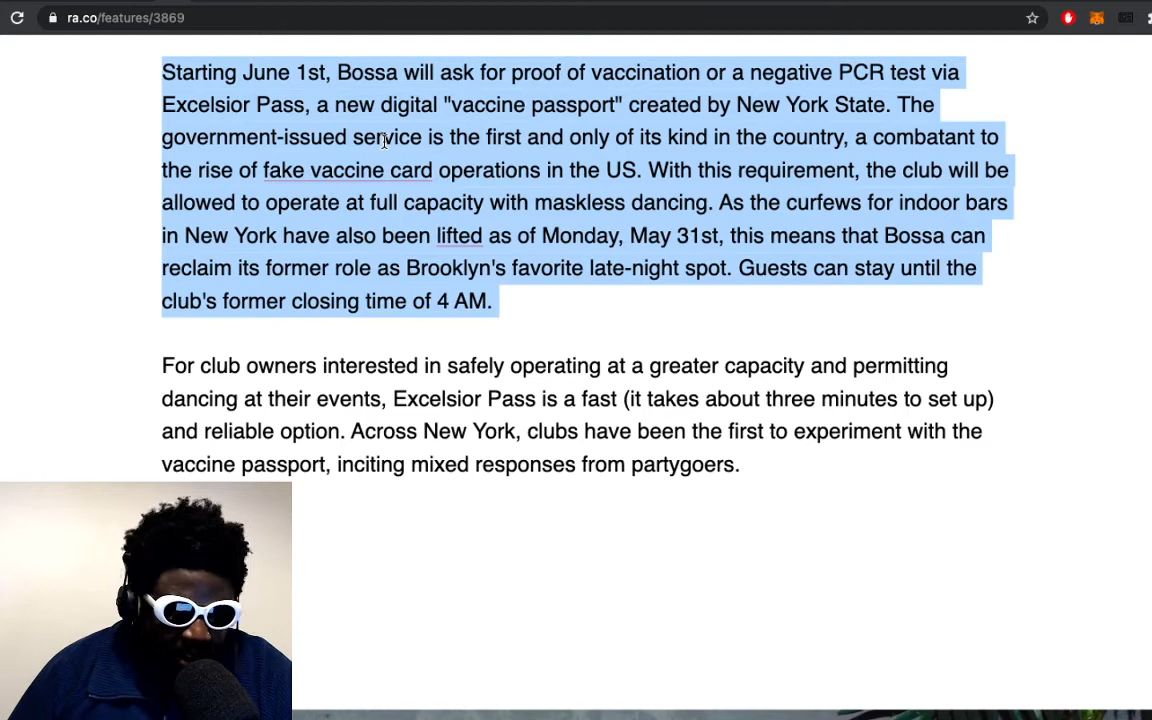 ra.co/features/3869
Starting June 1st, Bossa will ask for proof of vaccination or a negative PCR test via
Excelsior Pass, a new digital "vaccine passport" created by New York State. The
government-issued service is the first and only of its kind in the country, a combatant to
the rise of fake vaccine card operations in the US. With this requirement, the club will be
allowed to operate at full capacity with maskless dancing. As the curfews for indoor bars
in New York have also been lifted as of Monday, May 31st, this means that Bossa can
reclaim its former role as Brooklyn's favorite late-night spot. Guests can stay until the
club's former closing time of 4 AM.
For club owners interested in safely operating at a greater capacity and permitting
dancing at their events, Excelsior Pass is a fast (it takes about three minutes to set up)
and reliable option. Across New York, clubs have been the first to experiment with the
vaccine passport, inciting mixed responses from partygoers.